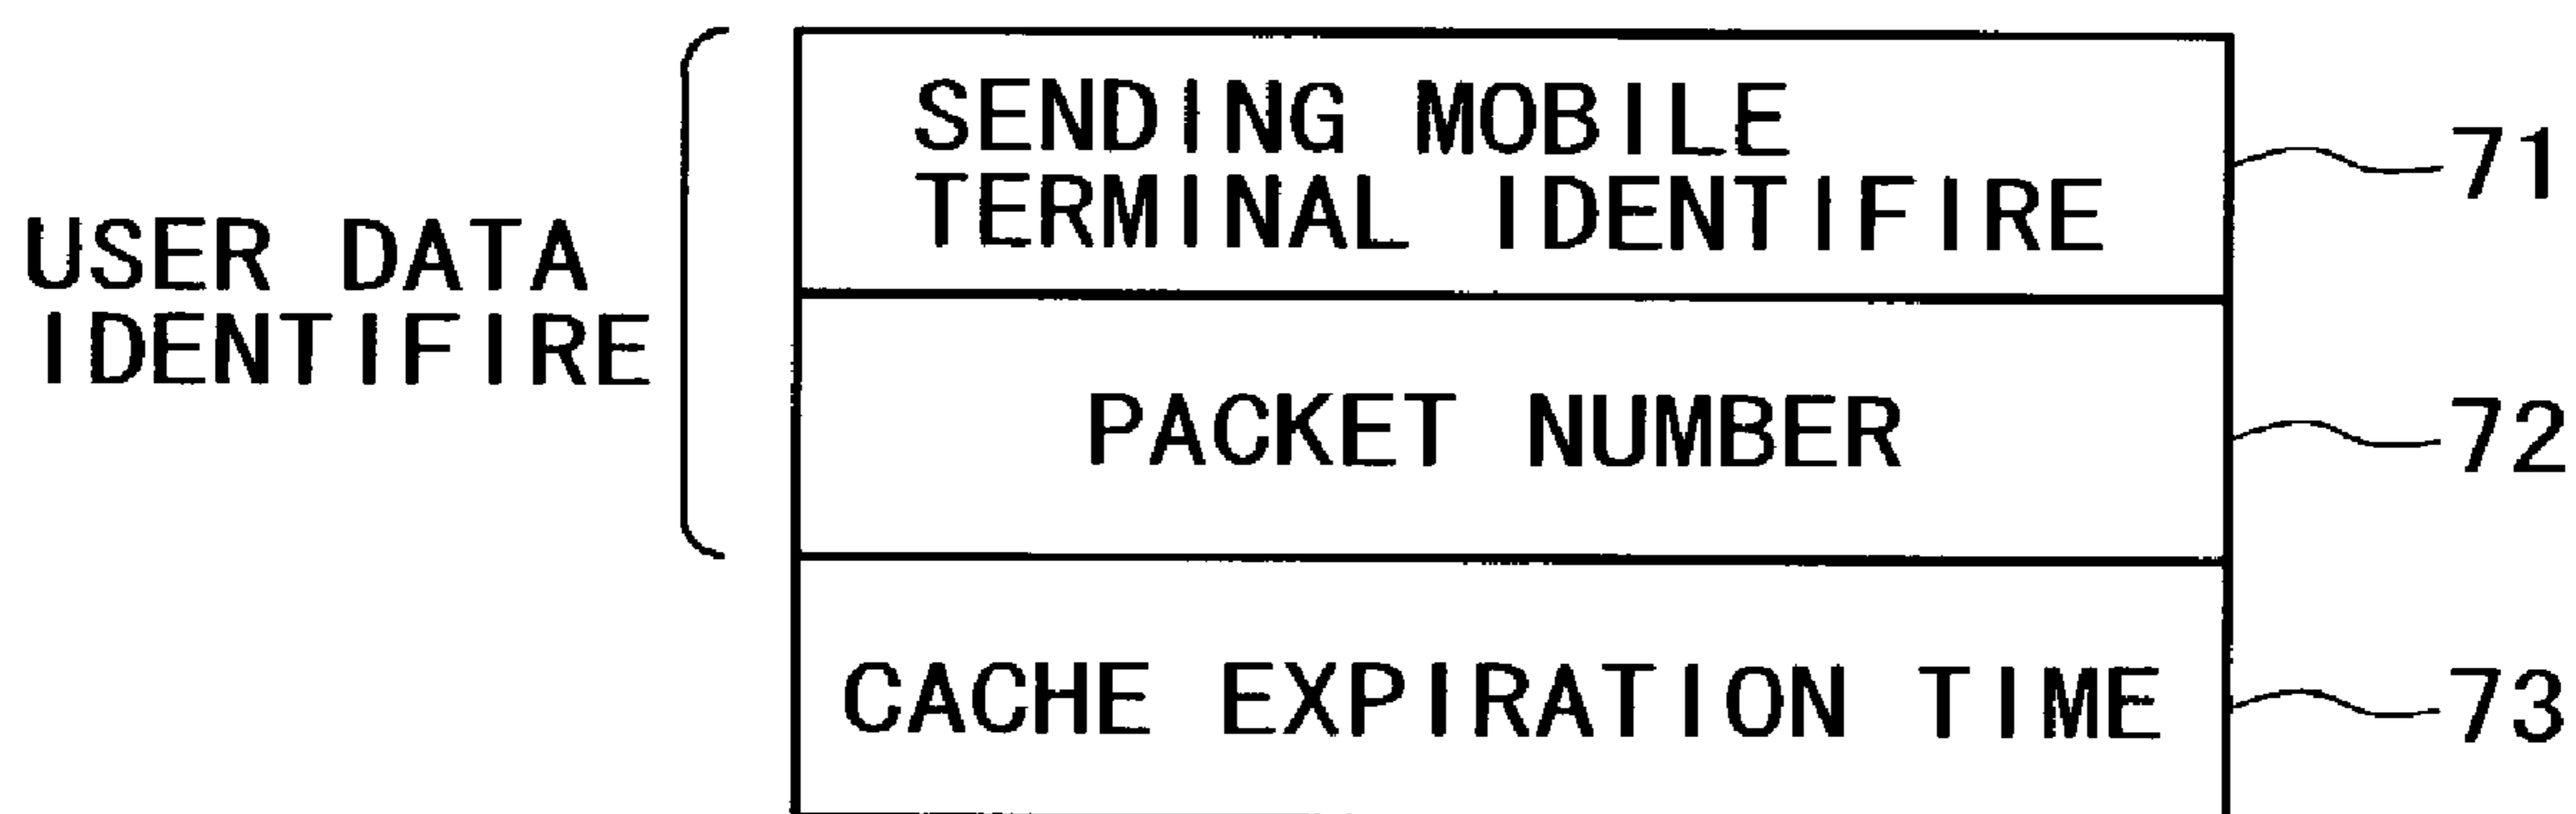 USER DATA
IDENTIFIRE
SENDING MOBILE
TERMINAL IDENTIFIRE
71
PACKET NUMBER
72
CACHE EXPIRATION TIME
73